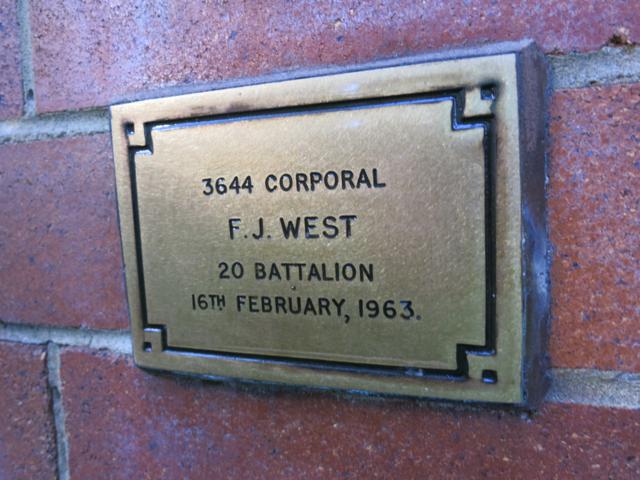 3644 CORPORAL
F.J. WEST
20 BATTALION
16TH FEBRUARY, 1963.